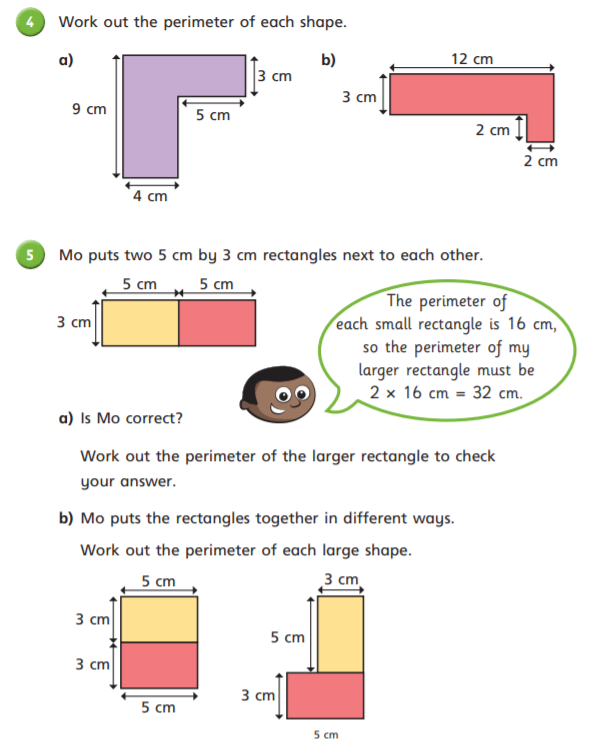 4 Work out the perimeter of each shape.
a)
9 cm
3 cm
5 cm
4 cm
b)
12 cm
3 cm
2 cm
2 cm
5 Mo puts two 5 cm by 3 cm rectangles next to each other.
5 cm 5 cm
3 cm
The perimeter of
each small rectangle is 16 cm,
so the perimeter of my
larger rectangle must be
2 × 16 cm = 32 cm.
a) Is Mo correct?
Work out the perimeter of the larger rectangle to check
your answer.
b) Mo puts the rectangles together in different ways.
Work out the perimeter of each large shape.
5 cm
3 cm
3 cm
5 cm
3 cm
5 cm
3 cm
5 cm